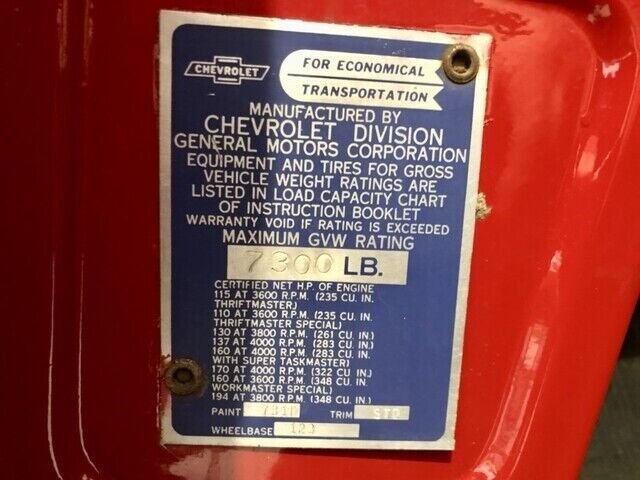 CHEVROLET
FOR ECONOMICAL
TRANSPORTATION
MANUFACTURED BY
CHEVROLET DIVISION
GENERAL MOTORS CORPORATION
EQUIPMENT AND TIRES FOR GROSS
VEHICLE WEIGHT RATINGS ARE
LISTED IN LOAD CAPACITY CHART
OF INSTRUCTION BOOKLET
WARRANTY VOID IF RATING IS EXCEEDED
MAXIMUM GVW RATING
7300 LB.
CERTIFIED NET H.P. OF ENGINE
115 AT 3600 R.P.M. (235 CU. IN.
THRIFTMASTER)
110 AT 3600 R.P.M. (235 CU. IN.
THRIFTMASTER SPECIAL)
130 AT 3800 R.P.M. (261 CU. IN.)
137 AT 4000 R.P.M. (283 CU. IN.)
160 AT 4000 R.P.M. (283 CU. IN.
WITH SUPER TASKMASTER)
170 AT 4000 R.P.M. (322 CU. IN.)
160 AT 3600 R.P.M. (348 CU. IN.
WORKMASTER SPECIAL)
194 AT 3800 R.P.M. (348 CU. IN.)
PAINT TRIM STD
WHEELBASE 123